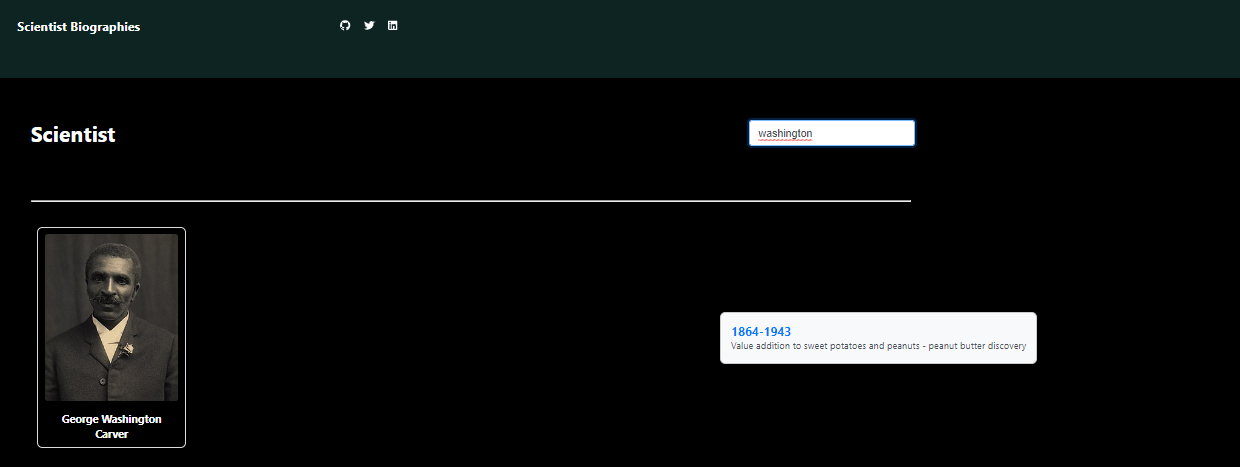 Scientist Biographies
Scientist
washington
1864-1943
Value addition to sweet potatoes and peanuts - peanut butter discovery
George Washington
Carver